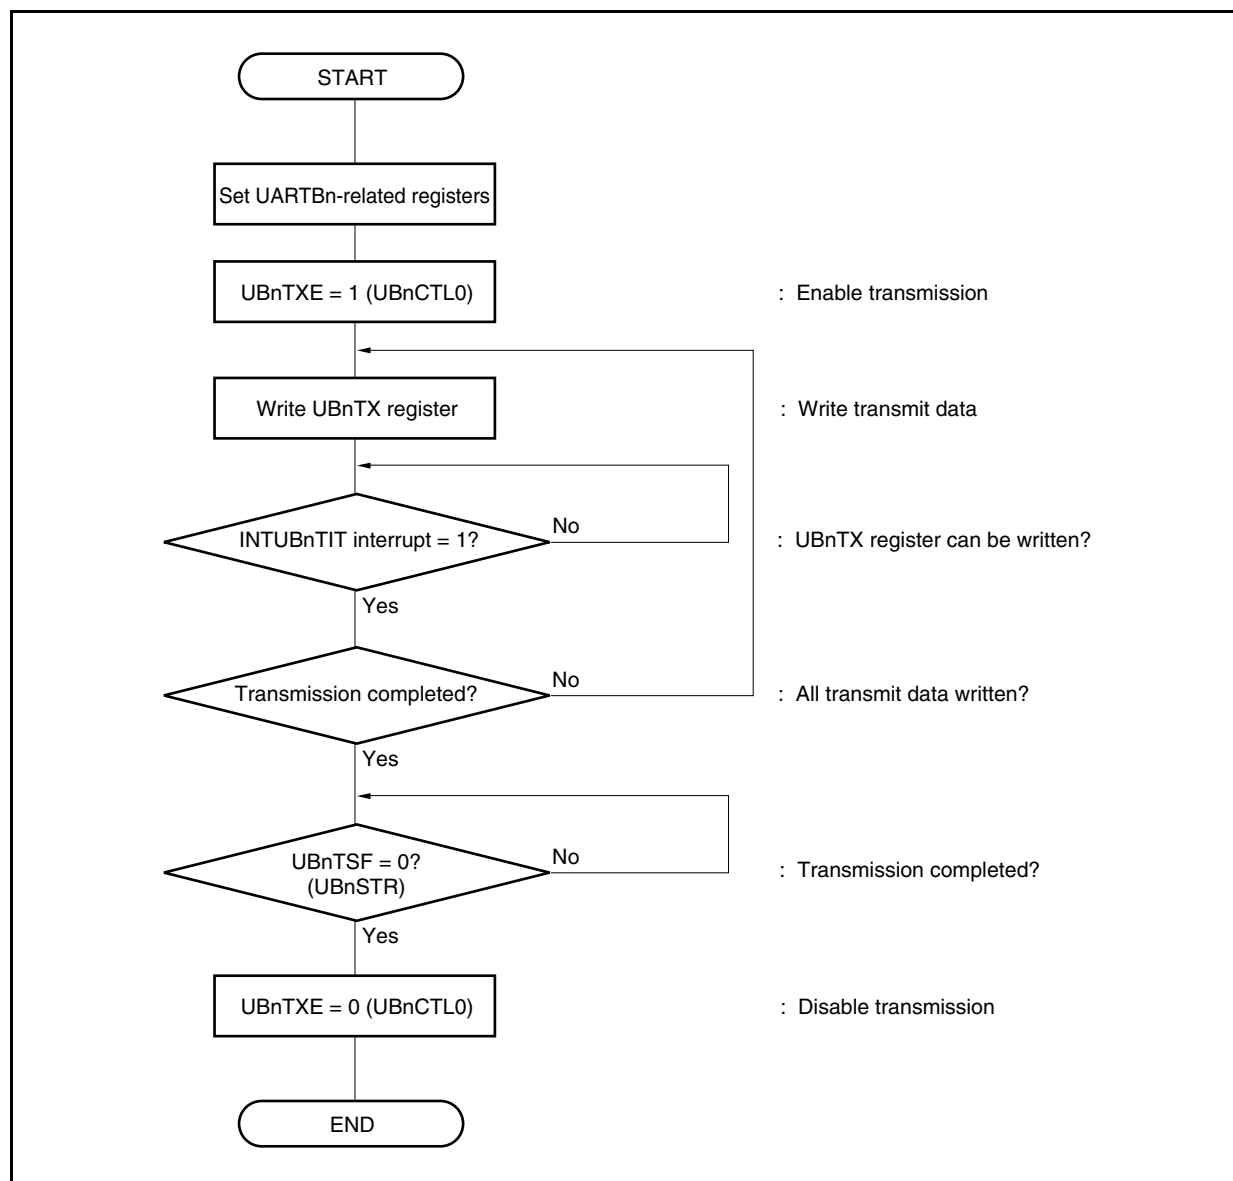 START
Set UARTBn-related registers
UBnTXE = 1 (UBnCTL0)
: Enable transmission
Write UBnTX register
: Write transmit data
INTUBnTIT interrupt = 1?
No
: UBnTX register can be written?
Yes
Transmission completed?
No
: All transmit data written?
Yes
UBnTSF = 0?
(UBnSTR)
No
: Transmission completed?
Yes
UBnTXE = 0 (UBnCTL0)
: Disable transmission
END